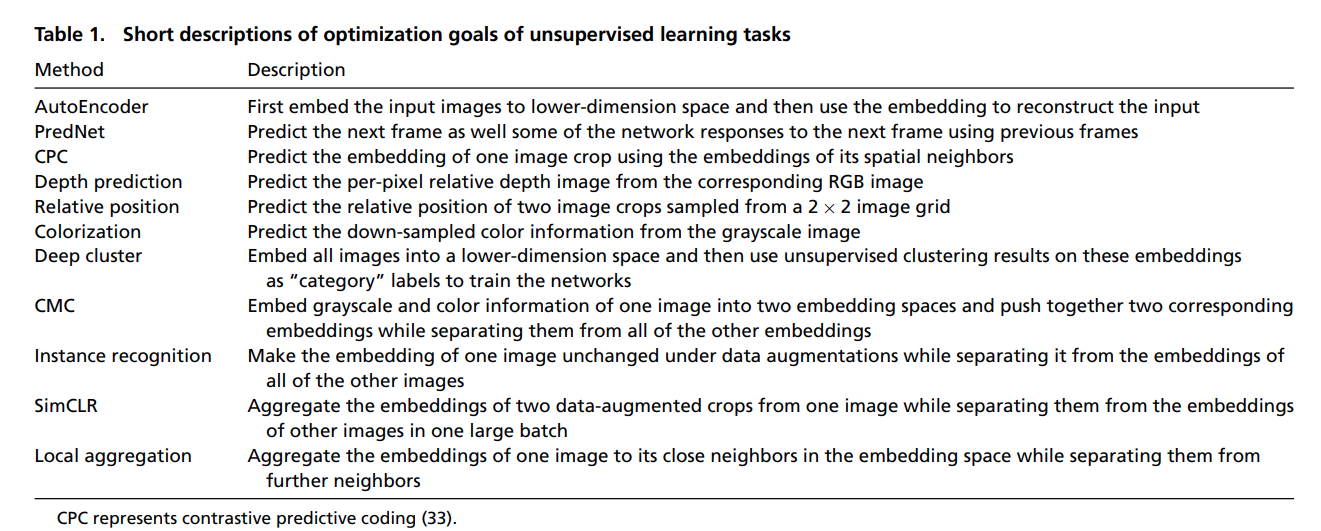 Table 1. Short descriptions of optimization goals of unsupervised learning tasks
Method Description
AutoEncoder First embed the input images to lower-dimension space and then use the embedding to reconstruct the input
PredNet Predict the next frame as well some of the network responses to the next frame using previous frames
CPC Predict the embedding of one image crop using the embeddings of its spatial neighbors
Depth prediction Predict the per-pixel relative depth image from the corresponding RGB image
Relative position Predict the relative position of two image crops sampled from a 2 × 2 image grid
Colorization Predict the down-sampled color information from the grayscale image
Deep cluster Embed all images into a lower-dimension space and then use unsupervised clustering results on these embeddings
as “category” labels to train the networks
CMC Embed grayscale and color information of one image into two embedding spaces and push together two corresponding
embeddings while separating them from all of the other embeddings
Instance recognition Make the embedding of one image unchanged under data augmentations while separating it from the embeddings of
all of the other images
SimCLR Aggregate the embeddings of two data-augmented crops from one image while separating them from the embeddings
of other images in one large batch
Local aggregation Aggregate the embeddings of one image to its close neighbors in the embedding space while separating them from
further neighbors
CPC represents contrastive predictive coding (33).